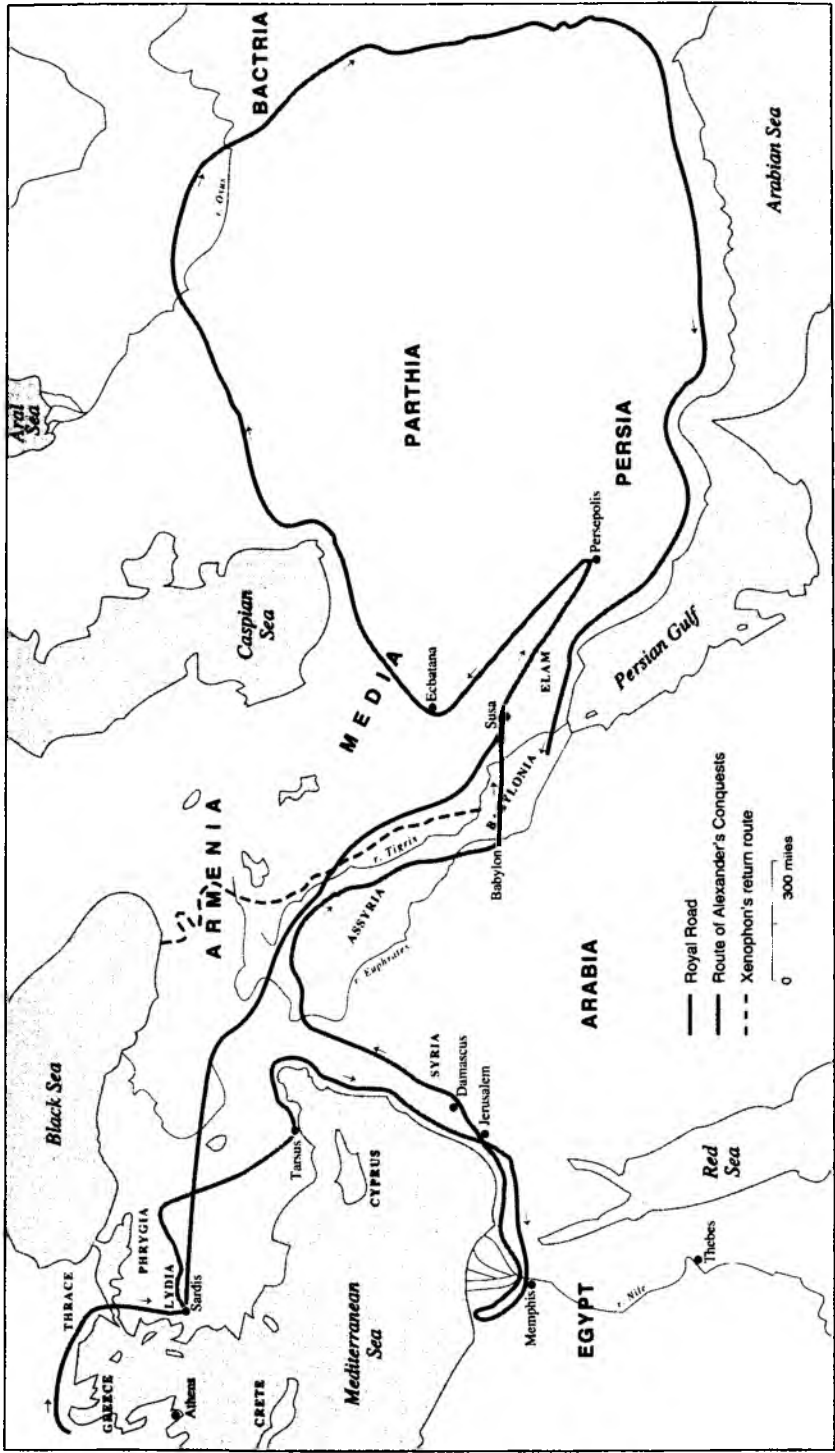 THRACE
GREECE
Athens
CRETE
PHRYGIA
LYDIA
Sardis
Black Sea
Mediterranean
Sea
Tarsus
CYPRUS
ARMENIA
Caspian
Sea
Aral
Sea
MEDIA
Ecbatana
r. Oxus
BACTRIA
PARTHIA
PERSIA
Persepolis
ELAM
Susa
r. Tigris
ASSYRIA
r. Euphrates
Babylon
SYRIA
Damascus
Jerusalem
Memphis
EGYPT
r. Nile
Thebes
Red
Sea
ARABIA
Persian Gulf
Arabian Sea
Royal Road
Route of Alexander's Conquests
Xenophon's return route
0 300 miles